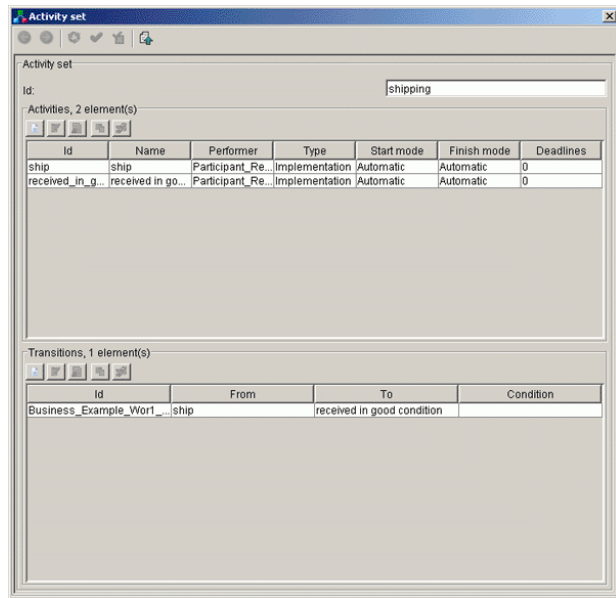 Activity set
Activity set
Id: shipping
Activities, 2 element(s)
Id Name Performer Type Start mode Finish mode Deadlines
ship ship Participant_Re... Implementation Automatic Automatic 0
received_in_g... received in go... Participant_Re... Implementation Automatic Automatic 0
Transitions, 1 element(s)
Id From To Condition
Business_Example_Wor1_... ship received in good condition